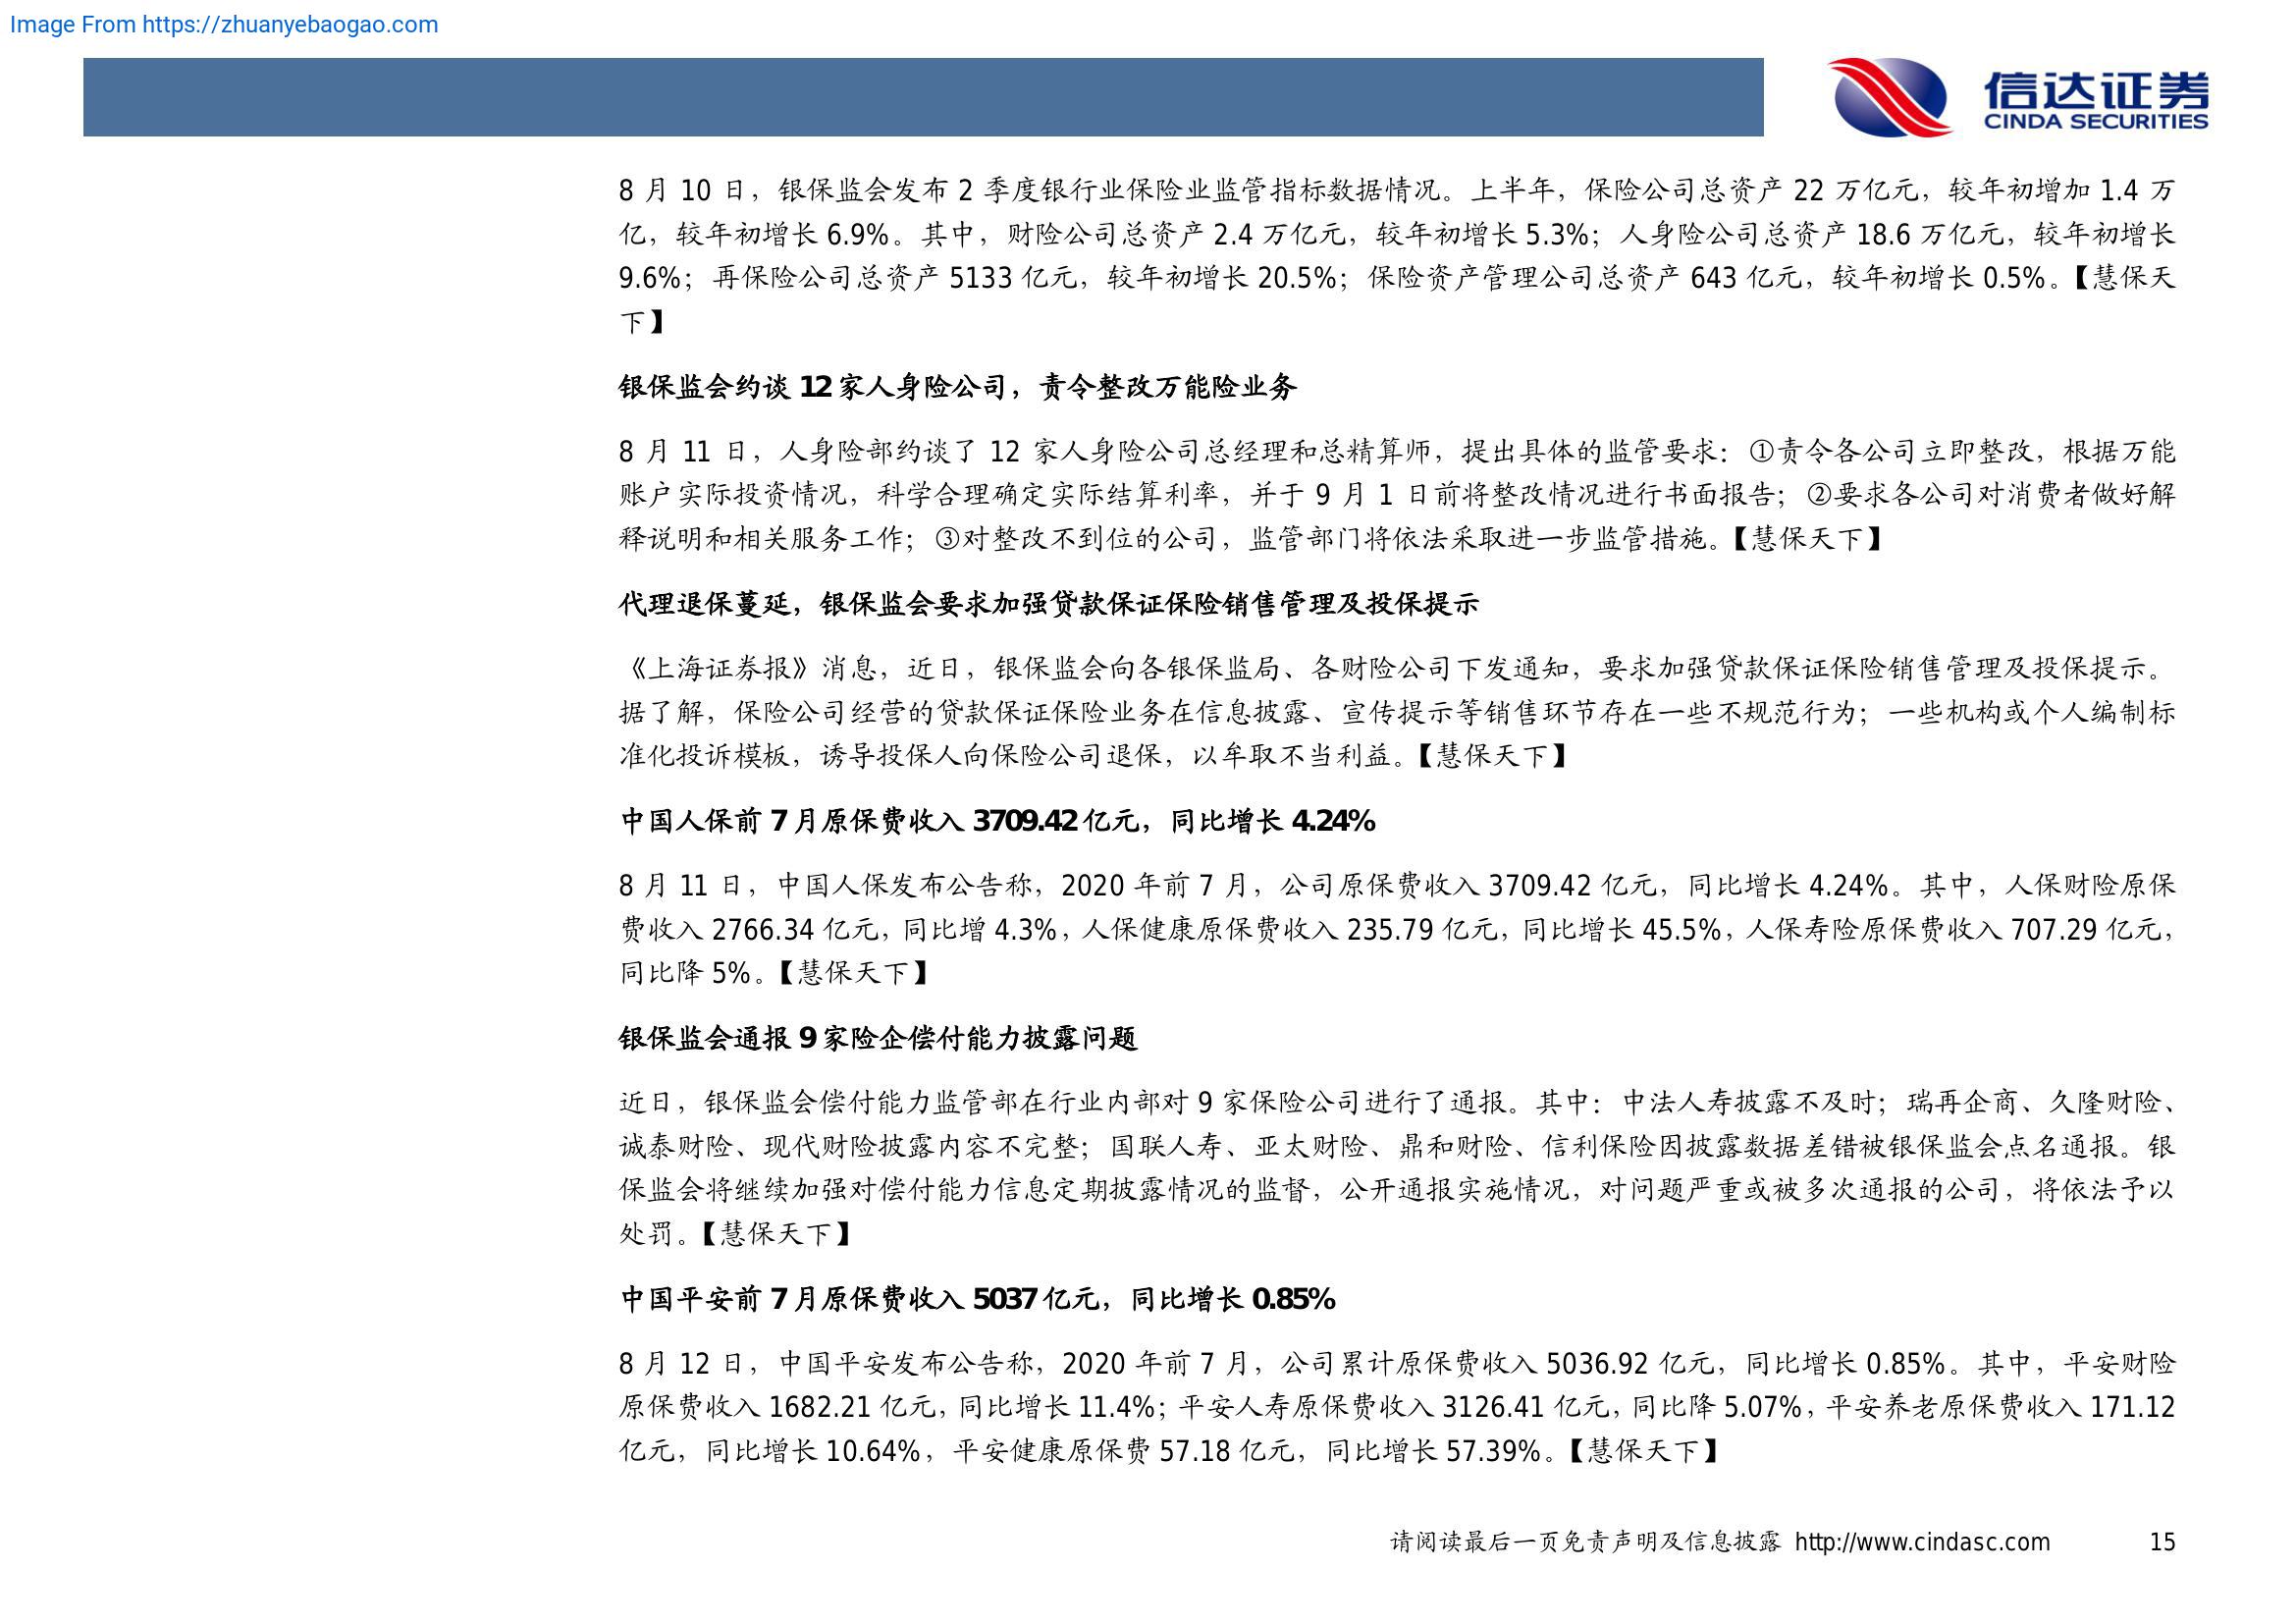 Image From https://zhuanyebaogao.com
信达证券
CINDA SECURITIES
8 月 10 日，银保监会发布 2 季度银行业保险业监管指标数据情况。上半年，保险公司总资产 22 万亿元，较年初增加 1.4 万
亿，较年初增长 6.9%。其中，财险公司总资产 2.4 万亿元，较年初增长 5.3%；人身险公司总资产 18.6 万亿元，较年初增长
9.6%；再保险公司总资产 5133 亿元，较年初增长 20.5%；保险资产管理公司总资产 643 亿元，较年初增长 0.5%。【慧保天
下】
银保监会约谈 12 家人身险公司，责令整改万能险业务
8 月 11 日，人身险部约谈了 12 家人身险公司总经理和总精算师，提出具体的监管要求：①责令各公司立即整改，根据万能
账户实际投资情况，科学合理确定实际结算利率，并于 9 月 1 日前将整改情况进行书面报告；②要求各公司对消费者做好解
释说明和相关服务工作；③对整改不到位的公司，监管部门将依法采取进一步监管措施。【慧保天下】
代理退保蔓延，银保监会要求加强贷款保证保险销售管理及投保提示
《上海证券报》消息，近日，银保监会向各银保监局、各财险公司下发通知，要求加强贷款保证保险销售管理及投保提示。
据了解，保险公司经营的贷款保证保险业务在信息披露、宣传提示等销售环节存在一些不规范行为；一些机构或个人编制标
准化投诉模板，诱导投保人向保险公司退保，以牟取不当利益。【慧保天下】
中国人保前 7 月原保费收入 3709.42 亿元，同比增长 4.24%
8 月 11 日，中国人保发布公告称，2020 年前 7 月，公司原保费收入 3709.42 亿元，同比增长 4.24%。其中，人保财险原保
费收入 2766.34 亿元，同比增 4.3%，人保健康原保费收入 235.79 亿元，同比增长 45.5%，人保寿险原保费收入 707.29 亿元，
同比降 5%。【慧保天下】
银保监会通报 9 家险企偿付能力披露问题
近日，银保监会偿付能力监管部在行业内部对 9 家保险公司进行了通报。其中：中法人寿披露不及时；瑞再企商、久隆财险、
诚泰财险、现代财险披露内容不完整；国联人寿、亚太财险、鼎和财险、信利保险因披露数据差错被银保监会点名通报。银
保监会将继续加强对偿付能力信息定期披露情况的监督，公开通报实施情况，对问题严重或被多次通报的公司，将依法予以
处罚。【慧保天下】
中国平安前 7 月原保费收入 5037 亿元，同比增长 0.85%
8 月 12 日，中国平安发布公告称，2020 年前 7 月，公司累计原保费收入 5036.92 亿元，同比增长 0.85%。其中，平安财险
原保费收入 1682.21 亿元，同比增长 11.4%；平安人寿原保费收入 3126.41 亿元，同比降 5.07%，平安养老原保费收入 171.12
亿元，同比增长 10.64%，平安健康原保费 57.18 亿元，同比增长 57.39%。【慧保天下】
请阅读最后一页免责声明及信息披露 http://www.cindasc.com 15